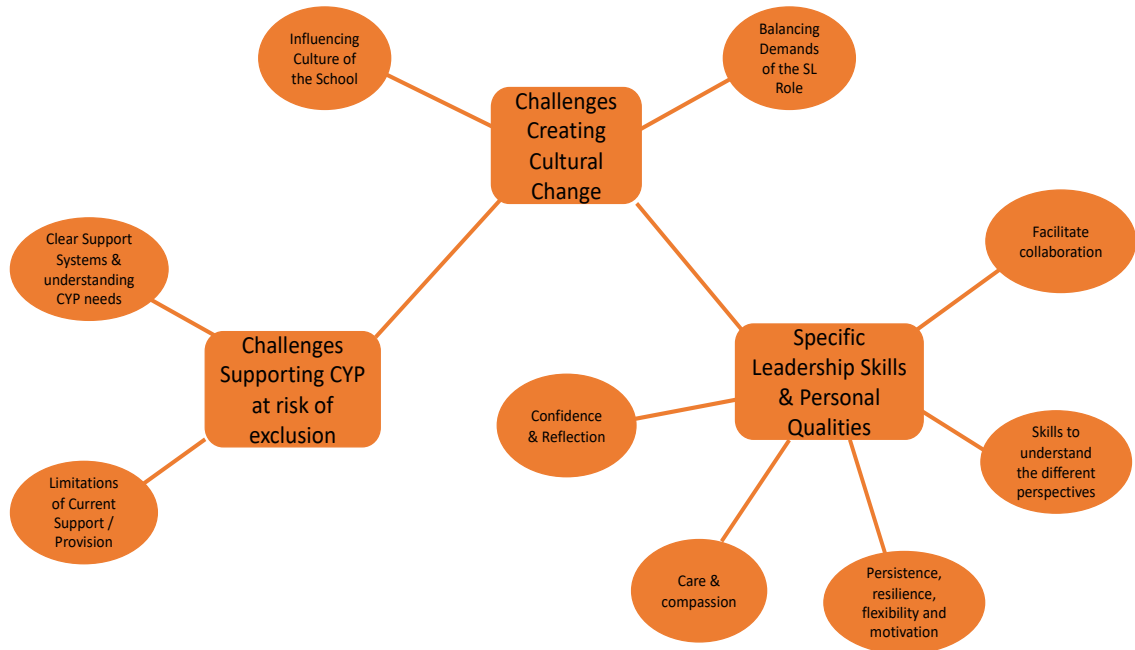 Influencing
Culture of
the School
Balancing
Demands
of the SL
Role
Challenges
Creating
Cultural
Change
Clear Support
Systems &
understanding
CYP needs
Facilitate
collaboration
Challenges
Supporting CYP
at risk of
exclusion
Specific
Leadership Skills
& Personal
Qualities
Confidence
& Reflection
Skills to
understand
the different
perspectives
Limitations
of Current
Support /
Provision
Care &
compassion
Persistence,
resilience,
flexibility and
motivation